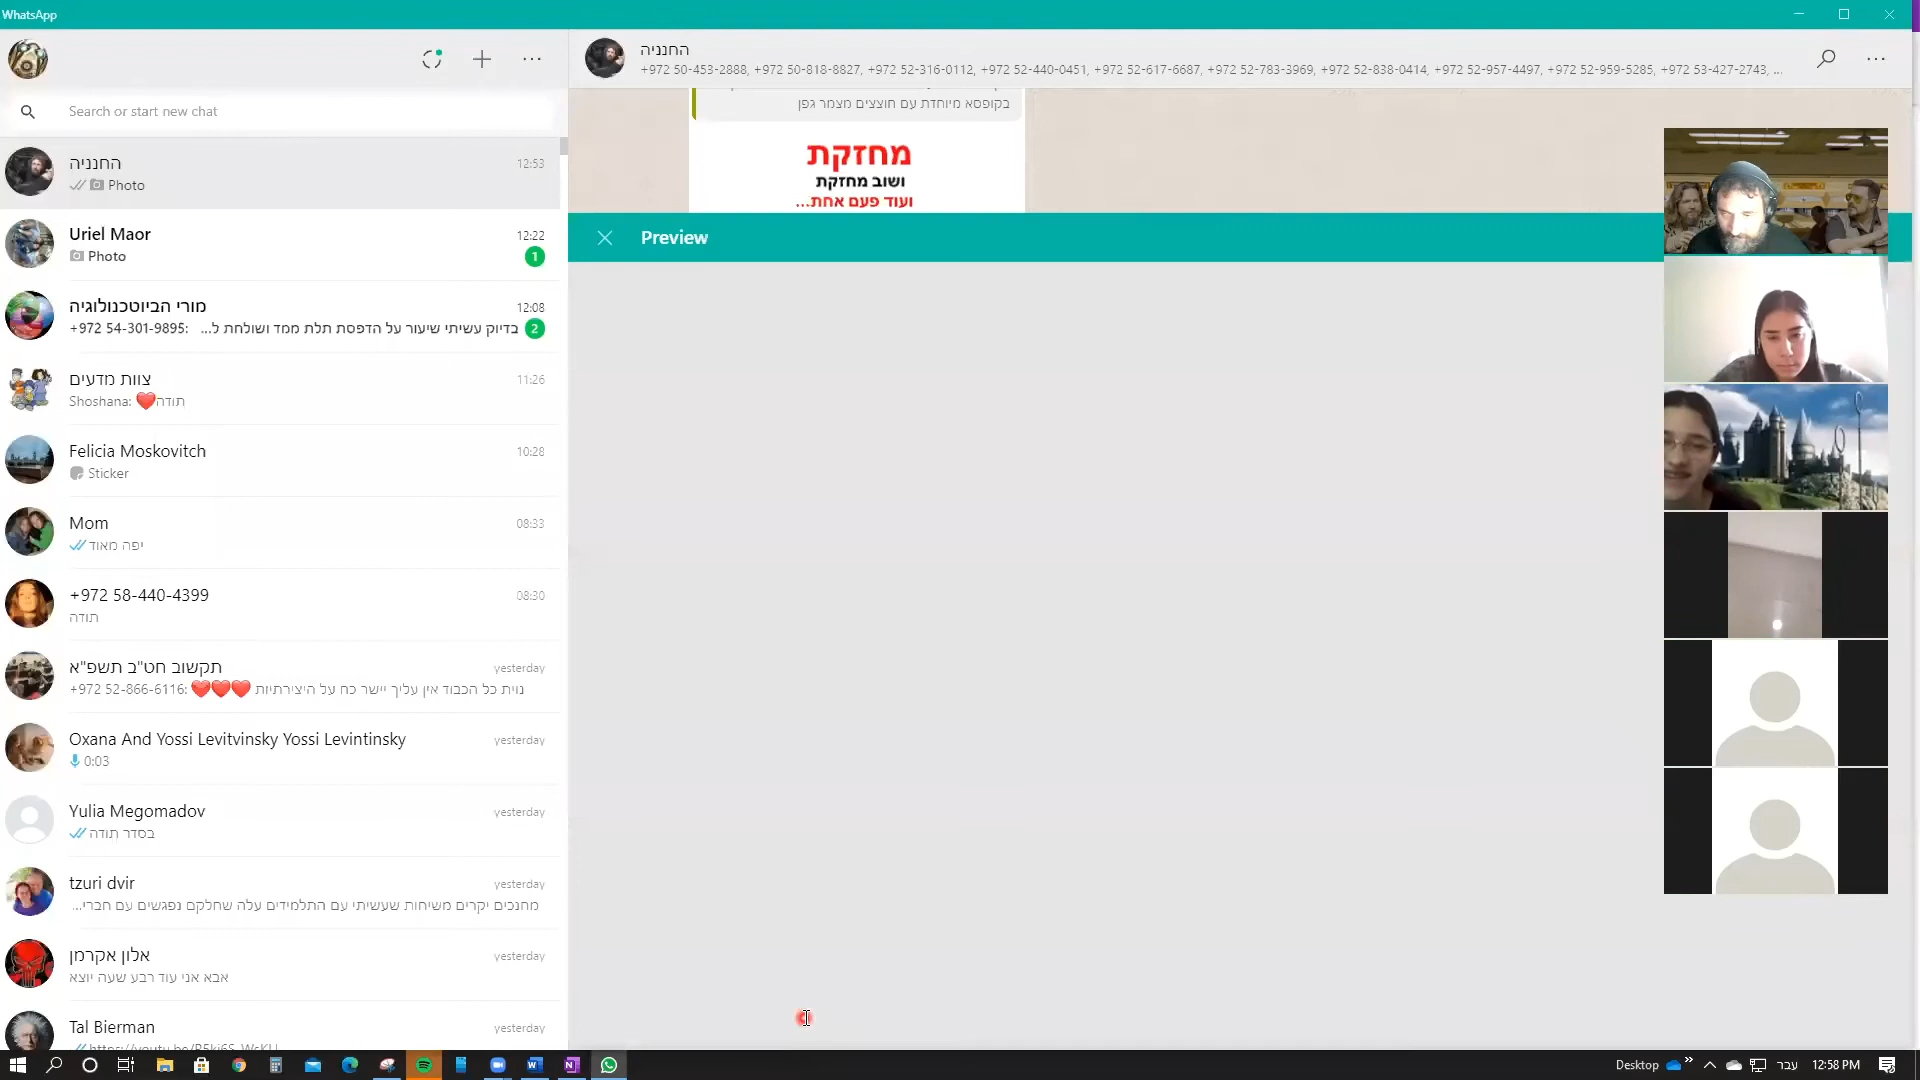 WhatsApp
Search or start new chat
החנניה
12:53
Photo
Uriel Maor
12:22
Photo
1
מורי הביוטכנולוגיה
12:08
+972 54-301-9895: בדיוק עשיתי שיעור על הדפסת תלת ממד ושולחת ל...
2
צוות מדעים
11:26
Shoshana: ❤️תודה
Felicia Moskovitch
10:28
Sticker
Mom
08:33
יפה מאוד
+972 58-440-4399
08:30
תודה
תקשוב חט"ב תשפ"א
yesterday
+972 52-866-6116: ❤️❤️❤️ נוית כל הכבוד אין עליך יישר כח על היצירתיות
Oxana And Yossi Levitvinsky Yossi Levintinsky
yesterday
0:03
Yulia Megomadov
yesterday
בסדר תודה
tzuri dvir
yesterday
מחנכים יקרים משיחות שעשיתי עם התלמידים עלה שחלקם נפגשים עם חברי...
אלון אקרמן
yesterday
אבא אני עוד רבע שעה יוצא
Tal Bierman
yesterday
החנניה
+972 50-453-2888, +972 50-818-8827, +972 52-316-0112, +972 52-440-0451, +972 52-617-6687, +972 52-783-3969, +972 52-838-0414, +972 52-957-4497, +972 52-959-5285, +972 53-427-2743, ...
בקופסא מיוחדת עם חוצצים מצמר גפן
מחזקת
ושוב מחזקת
ועוד פעם אחת...
Preview
Desktop
עבר
12:58 PM